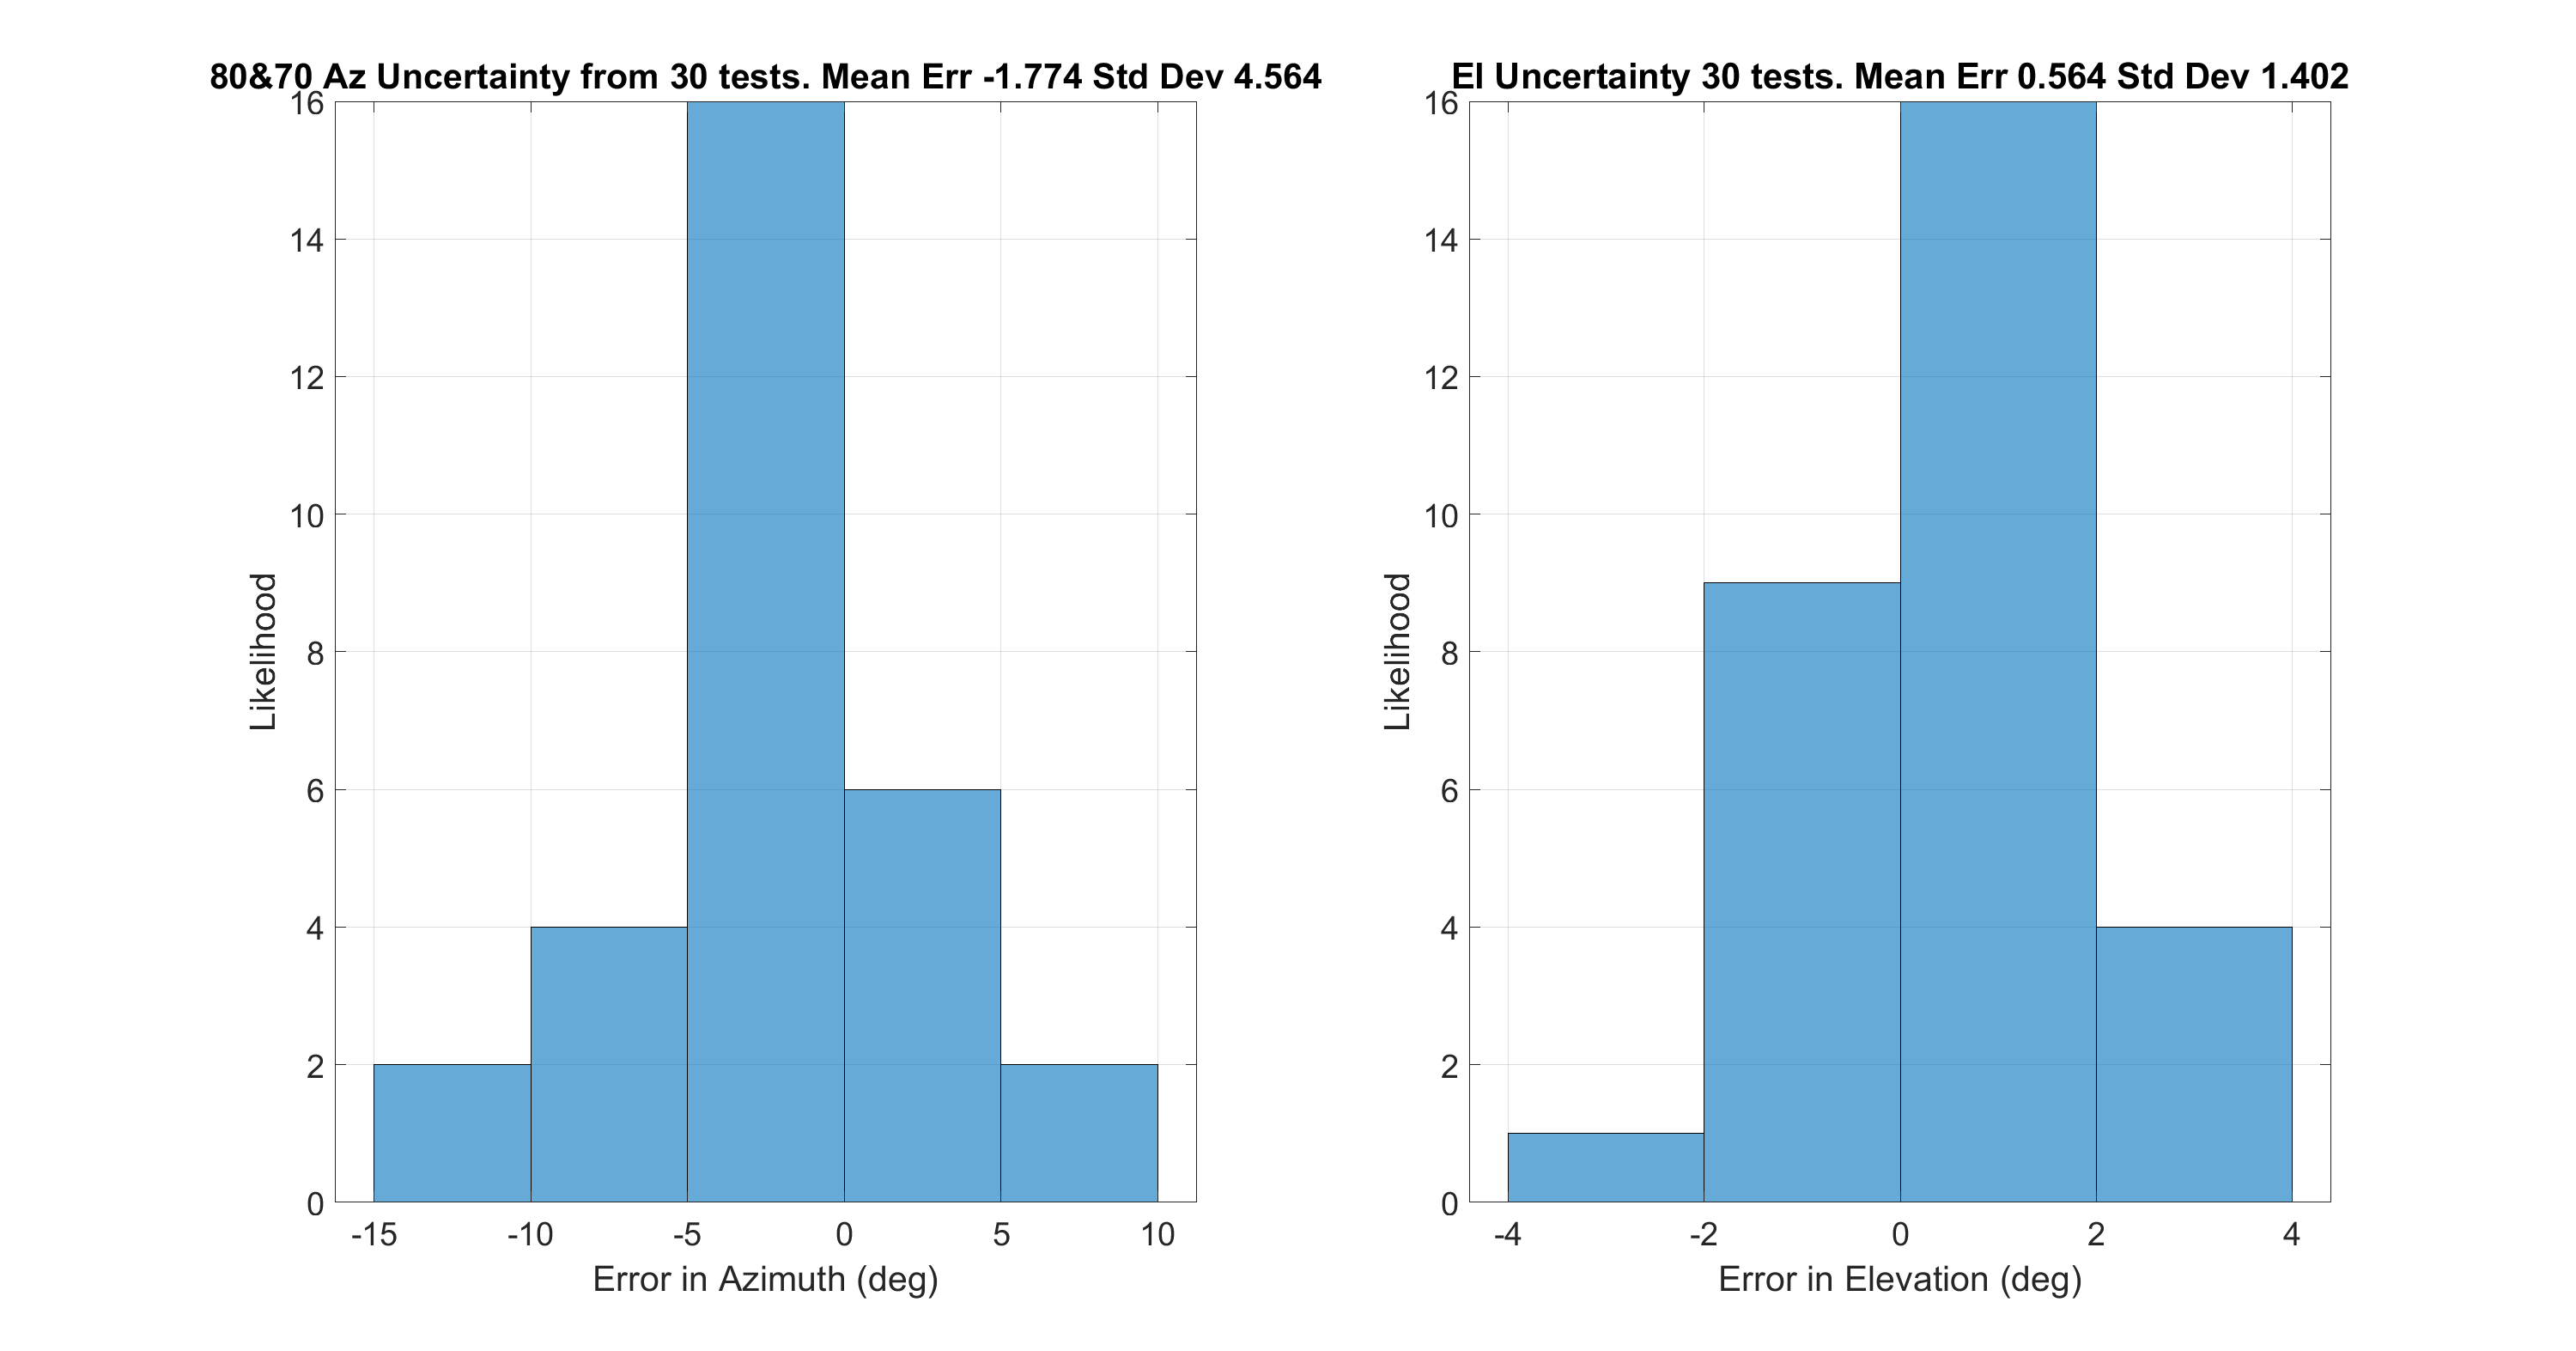 80&70 Az Uncertainty from 30 tests. Mean Err -1.774 Std Dev 4.564
16
14
12
10
8
6
4
2
0
Likelihood
-15 -10 -5 0 5 10
Error in Azimuth (deg)
El Uncertainty 30 tests. Mean Err 0.564 Std Dev 1.402
16
14
12
10
8
6
4
2
0
Likelihood
-4 -2 0 2 4
Error in Elevation (deg)